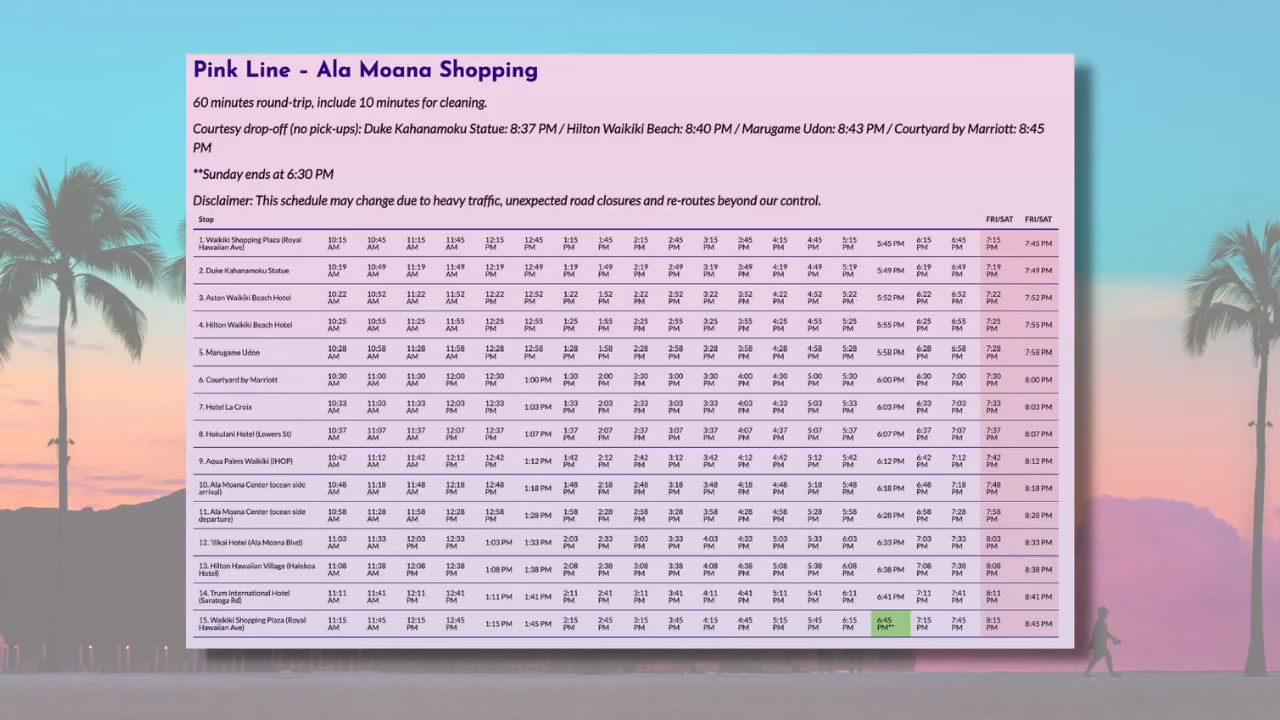 Pink Line – Ala Moana Shopping
60 minutes round-trip, include 10 minutes for cleaning.
Courtesy drop-off (no pick-ups): Duke Kahanamoku Statue: 8:37 PM / Hilton Waikiki Beach: 8:40 PM / Marugame Udon: 8:43 PM / Courtyard by Marriott: 8:45
PM
**Sunday ends at 6:30 PM
Disclaimer: This schedule may change due to heavy traffic, unexpected road closures and re-routes beyond our control.
Stop FRI/SAT FRI/SAT
1. Waikiki Shopping Plaza (Royal Hawaiian Ave) 10:15 AM 10:45 AM 11:15 AM 11:45 AM 12:15 PM 12:45 PM 1:15 PM 1:45 PM 2:15 PM 2:45 PM 3:15 PM 3:45 PM 4:15 PM 4:45 PM 5:15 PM 5:45 PM 6:15 PM 6:45 PM 7:15 PM 7:45 PM
2. Duke Kahanamoku Statue 10:19 AM 10:49 AM 11:19 AM 11:49 AM 12:19 PM 12:49 PM 1:19 PM 1:49 PM 2:19 PM 2:49 PM 3:19 PM 3:49 PM 4:19 PM 4:49 PM 5:19 PM 5:49 PM 6:19 PM 6:49 PM 7:19 PM 7:49 PM
3. Aston Waikiki Beach Hotel 10:22 AM 10:52 AM 11:22 AM 11:52 AM 12:22 PM 12:52 PM 1:22 PM 1:52 PM 2:22 PM 2:52 PM 3:22 PM 3:52 PM 4:22 PM 4:52 PM 5:22 PM 5:52 PM 6:22 PM 6:52 PM 7:22 PM 7:52 PM
4. Hilton Waikiki Beach Hotel 10:25 AM 10:55 AM 11:25 AM 11:55 AM 12:25 PM 12:55 PM 1:25 PM 1:55 PM 2:25 PM 2:55 PM 3:25 PM 3:55 PM 4:25 PM 4:55 PM 5:25 PM 5:55 PM 6:25 PM 6:55 PM 7:25 PM 7:55 PM
5. Marugame Udon 10:28 AM 10:58 AM 11:28 AM 11:58 AM 12:28 PM 12:58 PM 1:28 PM 1:58 PM 2:28 PM 2:58 PM 3:28 PM 3:58 PM 4:28 PM 4:58 PM 5:28 PM 5:58 PM 6:28 PM 6:58 PM 7:28 PM 7:58 PM
6. Courtyard by Marriott 10:30 AM 11:00 AM 11:30 AM 12:00 PM 12:30 PM 1:00 PM 1:30 PM 2:00 PM 2:30 PM 3:00 PM 3:30 PM 4:00 PM 4:30 PM 5:00 PM 5:30 PM 6:00 PM 6:30 PM 7:00 PM 7:30 PM 8:00 PM
7. Hotel La Croix 10:33 AM 11:03 AM 11:33 AM 12:03 PM 12:33 PM 1:03 PM 1:33 PM 2:03 PM 2:33 PM 3:03 PM 3:33 PM 4:03 PM 4:33 PM 5:03 PM 5:33 PM 6:03 PM 6:33 PM 7:03 PM 7:33 PM 8:03 PM
8. Hokulani Hotel (Lewers St) 10:37 AM 11:07 AM 11:37 AM 12:07 PM 12:37 PM 1:07 PM 1:37 PM 2:07 PM 2:37 PM 3:07 PM 3:37 PM 4:07 PM 4:37 PM 5:07 PM 5:37 PM 6:07 PM 6:37 PM 7:07 PM 7:37 PM 8:07 PM
9. Aqua Palms Waikiki (IHOP) 10:42 AM 11:12 AM 11:42 AM 12:12 PM 12:42 PM 1:12 PM 1:42 PM 2:12 PM 2:42 PM 3:12 PM 3:42 PM 4:12 PM 4:42 PM 5:12 PM 5:42 PM 6:12 PM 6:42 PM 7:12 PM 7:42 PM 8:12 PM
10. Ala Moana Center (ocean side arrival) 10:48 AM 11:18 AM 11:48 AM 12:18 PM 12:48 PM 1:18 PM 1:48 PM 2:18 PM 2:48 PM 3:18 PM 3:48 PM 4:18 PM 4:48 PM 5:18 PM 5:48 PM 6:18 PM 6:48 PM 7:18 PM 7:48 PM 8:18 PM
11. Ala Moana Center (ocean side departure) 10:58 AM 11:28 AM 11:58 AM 12:28 PM 12:58 PM 1:28 PM 1:58 PM 2:28 PM 2:58 PM 3:28 PM 3:58 PM 4:28 PM 4:58 PM 5:28 PM 5:58 PM 6:28 PM 6:58 PM 7:28 PM 7:58 PM 8:28 PM
12. 'Ilikai Hotel (Ala Moana Blvd) 11:03 AM 11:33 AM 12:03 PM 12:33 PM 1:03 PM 1:33 PM 2:03 PM 2:33 PM 3:03 PM 3:33 PM 4:03 PM 4:33 PM 5:03 PM 5:33 PM 6:03 PM 6:33 PM 7:03 PM 7:33 PM 8:03 PM 8:33 PM
13. Hilton Hawaiian Village (Halekoa Hotel) 11:08 AM 11:38 AM 12:08 PM 12:38 PM 1:08 PM 1:38 PM 2:08 PM 2:38 PM 3:08 PM 3:38 PM 4:08 PM 4:38 PM 5:08 PM 5:38 PM 6:08 PM 6:38 PM 7:08 PM 7:38 PM 8:08 PM 8:38 PM
14. Trum International Hotel (Saratoga Rd) 11:11 AM 11:41 AM 12:11 PM 12:41 PM 1:11 PM 1:41 PM 2:11 PM 2:41 PM 3:11 PM 3:41 PM 4:11 PM 4:41 PM 5:11 PM 5:41 PM 6:11 PM 6:41 PM 7:11 PM 7:41 PM 8:11 PM 8:41 PM
15. Waikiki Shopping Plaza (Royal Hawaiian Ave) 11:15 AM 11:45 AM 12:15 PM 12:45 PM 1:15 PM 1:45 PM 2:15 PM 2:45 PM 3:15 PM 3:45 PM 4:15 PM 4:45 PM 5:15 PM 5:45 PM 6:15 PM 6:45 PM** 7:15 PM 7:45 PM 8:15 PM 8:45 PM